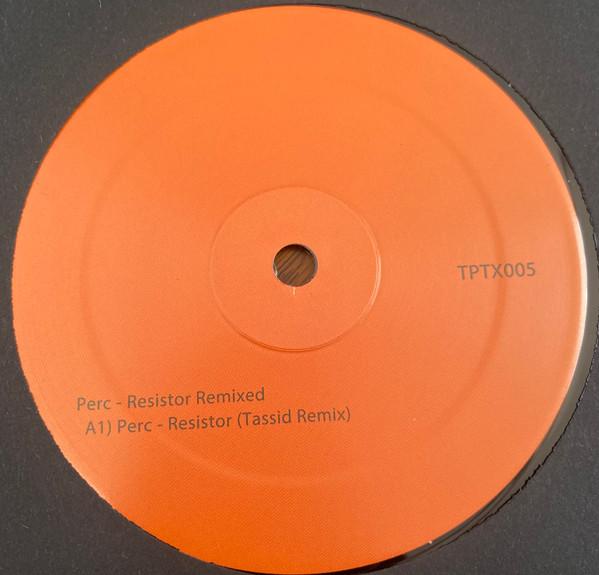 TPTX005
Perc - Resistor Remixed
A1) Perc - Resistor (Tassid Remix)